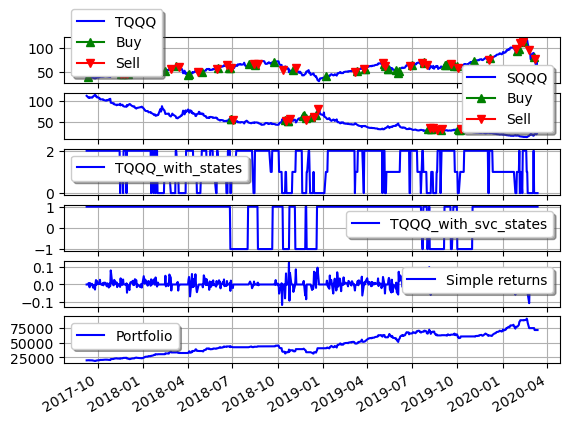 TQQQ
Buy
Sell
100
50
SQQQ
Buy
Sell
100
50
2
TQQQ_with_states
0
1
TQQQ_with_svc_states
0
−1
0.1
Simple returns
0.0
−0.1
Portfolio
75000
50000
25000
2017-10 2018-01 2018-04 2018-07 2018-10 2019-01 2019-04 2019-07 2019-10 2020-01 2020-04